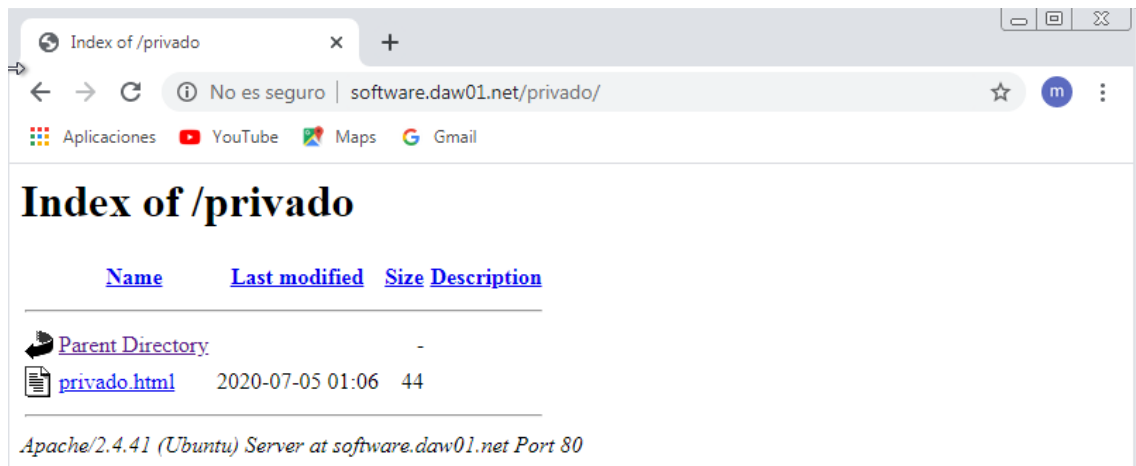 Index of /privado
No es seguro | software.daw01.net/privado/
m
Aplicaciones YouTube Maps G Gmail
Index of /privado
Name Last modified Size Description
Parent Directory -
privado.html 2020-07-05 01:06 44
Apache/2.4.41 (Ubuntu) Server at software.daw01.net Port 80